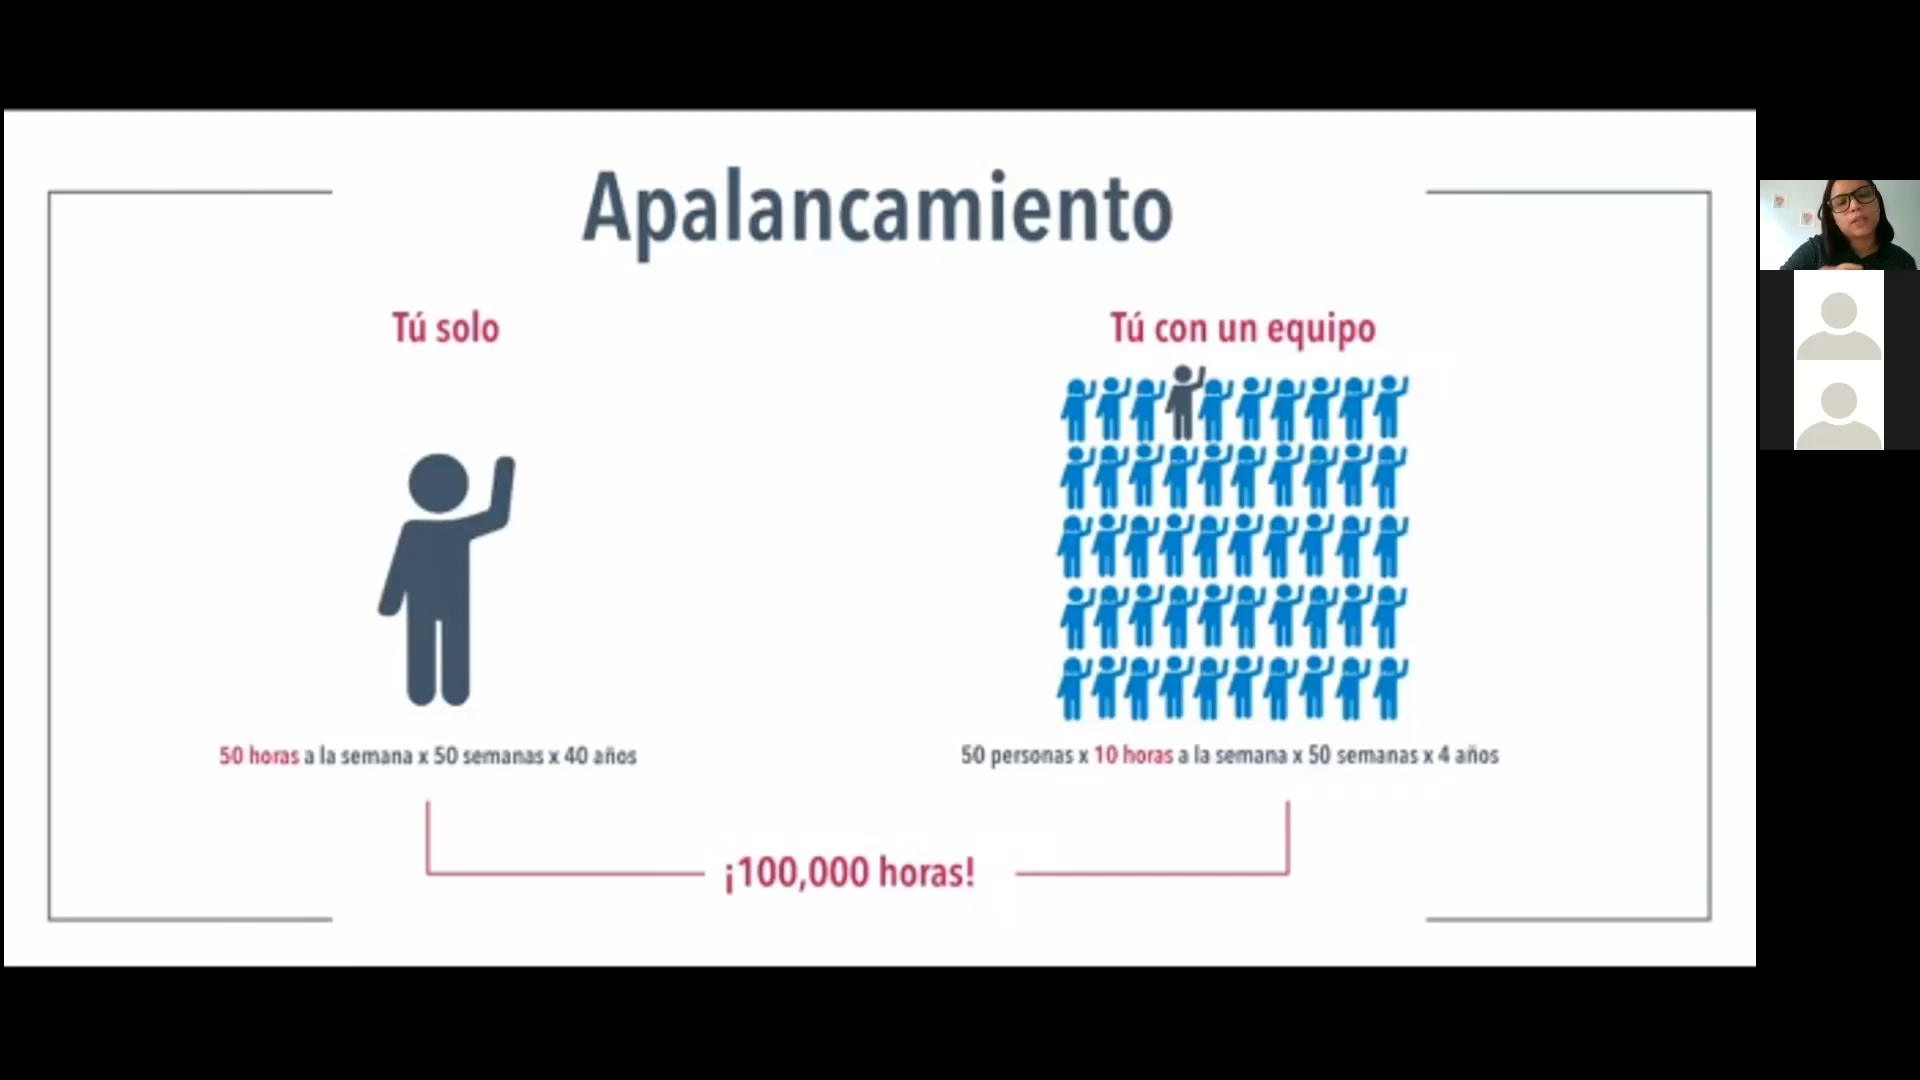 Apalancamiento
Tú solo
Tú con un equipo
50 horas a la semana x 50 semanas x 40 años
50 personas x 10 horas a la semana x 50 semanas x 4 años
¡100,000 horas!